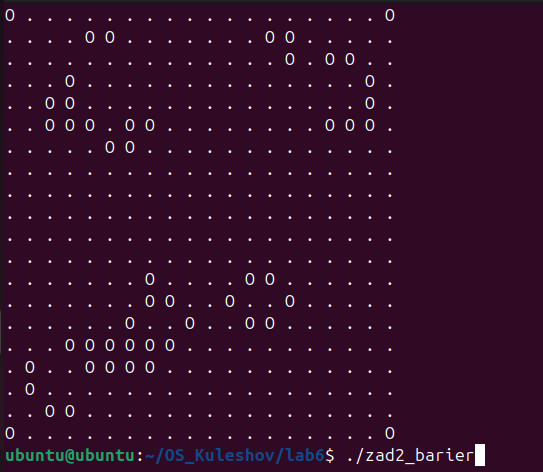 O . . . . . . . . . . . . . . . . . . O
. . . . O O . . . . . . . O O . . . . .
. . . . . . . . . . . . . . O . O O . .
. . . O . . . . . . . . . . . . . . O .
. . O O . . . . . . . . . . . . . . O .
. . O O O . O O . . . . . . . . O O O .
. . . . . O O . . . . . . . . . . . . .
. . . . . . . . . . . . . . . . . . . .
. . . . . . . . . . . . . . . . . . . .
. . . . . . . . . . . . . . . . . . . .
. . . . . . . . . . . . . . . . . . . .
. . . . . . . . . . . . . . . . . . . .
. . . . . . . O . . . . O O . . . . . .
. . . . . . . O O . . O . . O . . . . .
. . . . . . O . . O . . O O . . . . . .
. . . O O O O O O . . . . . . . . . . .
. O . . O O O O . . . . . . . . . . . .
. O . . . . . . . . . . . . . . . . . .
. . O O . . . . . . . . . . . . . . . .
O . . . . . . . . . . . . . . . . . . O
ubuntu@ubuntu:~/OS_Kuleshov/lab6$ ./zad2_barier